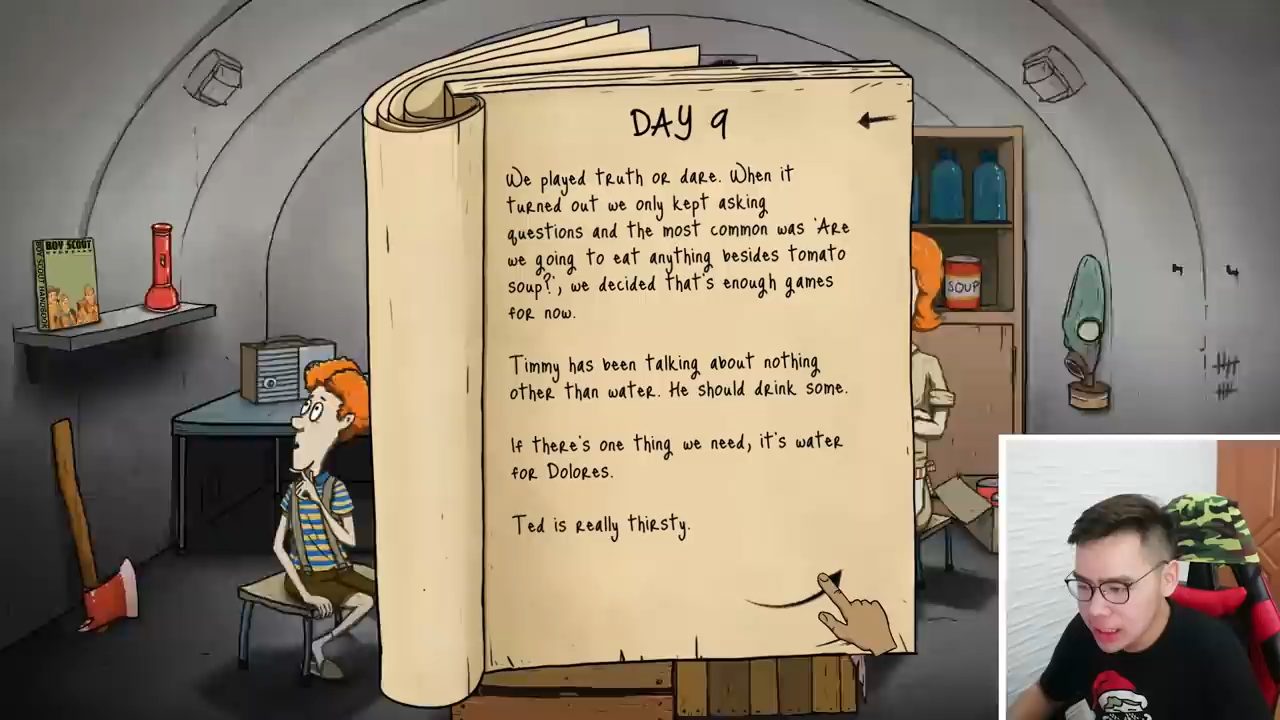 DAY 9
We played truth or dare. When it
turned out we only kept asking
questions and the most common was 'Are
we going to eat anything besides tomato
soup?', we decided that's enough games
for now.
Timmy has been talking about nothing
other than water. He should drink some.
If there's one thing we need, it's water
for Dolores.
Ted is really thirsty.
BOY SCOUT
BOY SCOUT HANDBOOK
SOUP